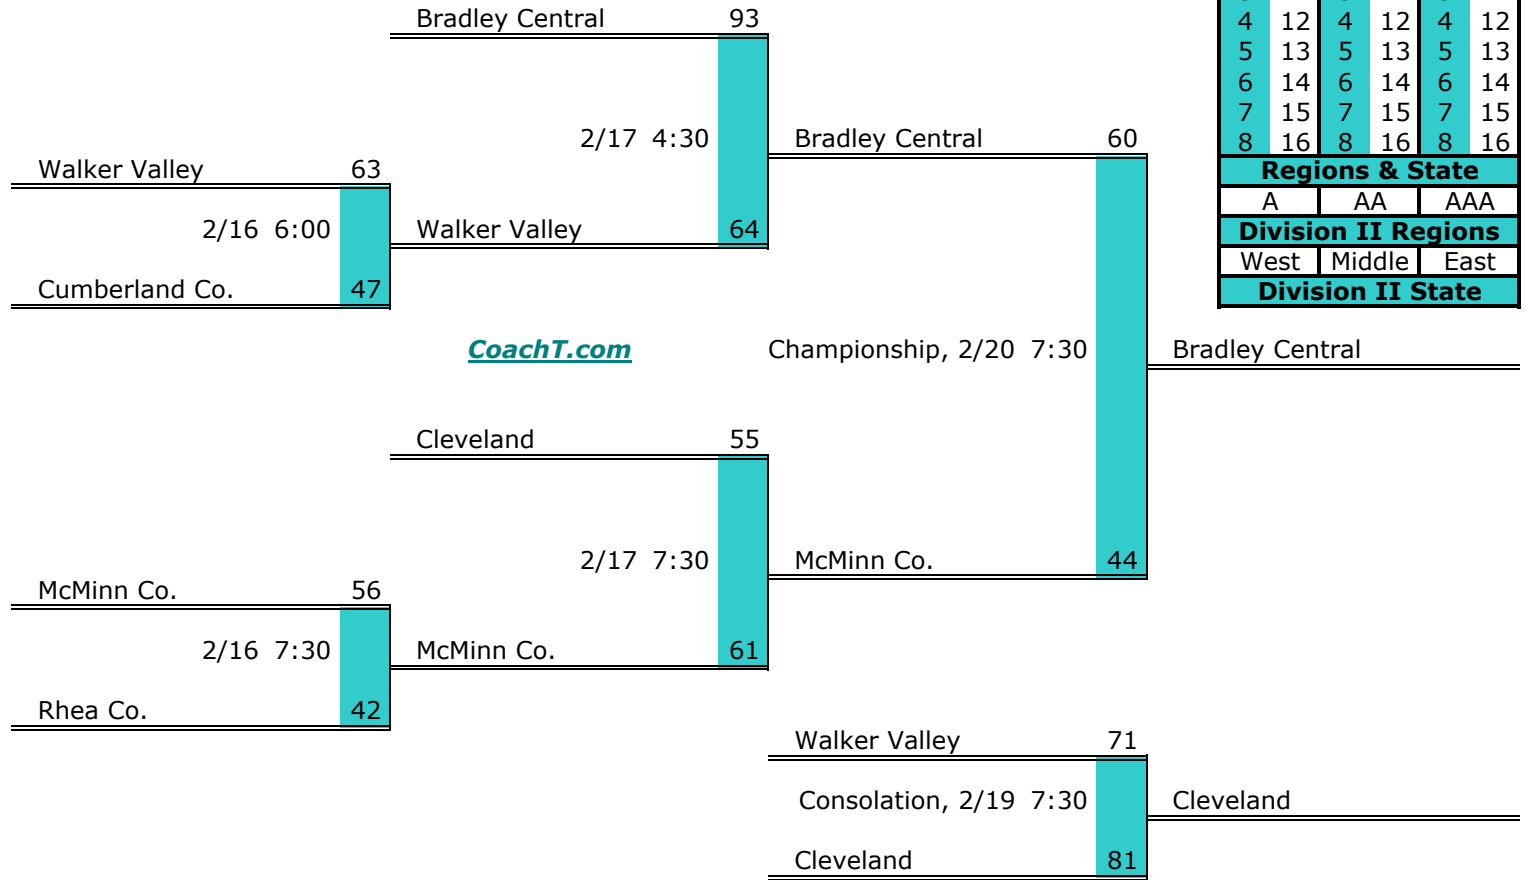 Bradley Central 93
4 12 4 12 4 12
5 13 5 13 5 13
6 14 6 14 6 14
2/17 4:30
7 15 7 15 7 15
Bradley Central 60
8 16 8 16 8 16
Walker Valley 63
Regions & State
A AA AAA
2/16 6:00
Walker Valley 64
Division II Regions
West Middle East
Cumberland Co. 47
Division II State
CoachT.com
Championship, 2/20 7:30
Bradley Central
Cleveland 55
2/17 7:30
McMinn Co. 44
McMinn Co. 56
2/16 7:30
McMinn Co. 61
Rhea Co. 42
Walker Valley 71
Consolation, 2/19 7:30
Cleveland
Cleveland 81